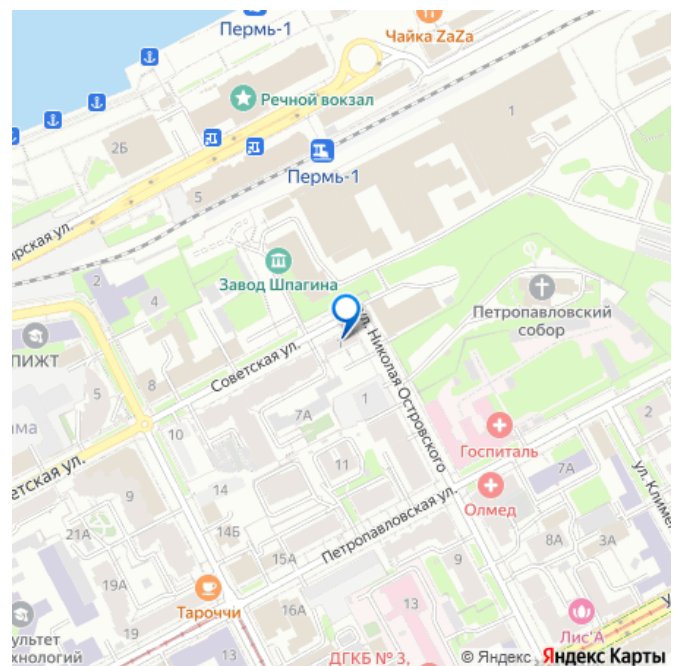 Пермь-1
Чайка ZaZa
Речной вокзал
1
2Б
Пермь-1
5
арская ул.
Завод Шпагина
2
4
Петропавловский
собор
ПИЖТ
ул. Николая Островского
Советская ул.
8
5
7А
1
ама
10
Госпиталь
2
етская ул.
11
7А
14
ул. Климе
9
Олмед
Петропавловская ул.
21А
14Б
8А
3А
15А
9
19А
Тароччи
16А
13
19
ультет
хнологий
13
ДГКБ № 3,
Лис'А
У
© Яндекс Яндекс Карты